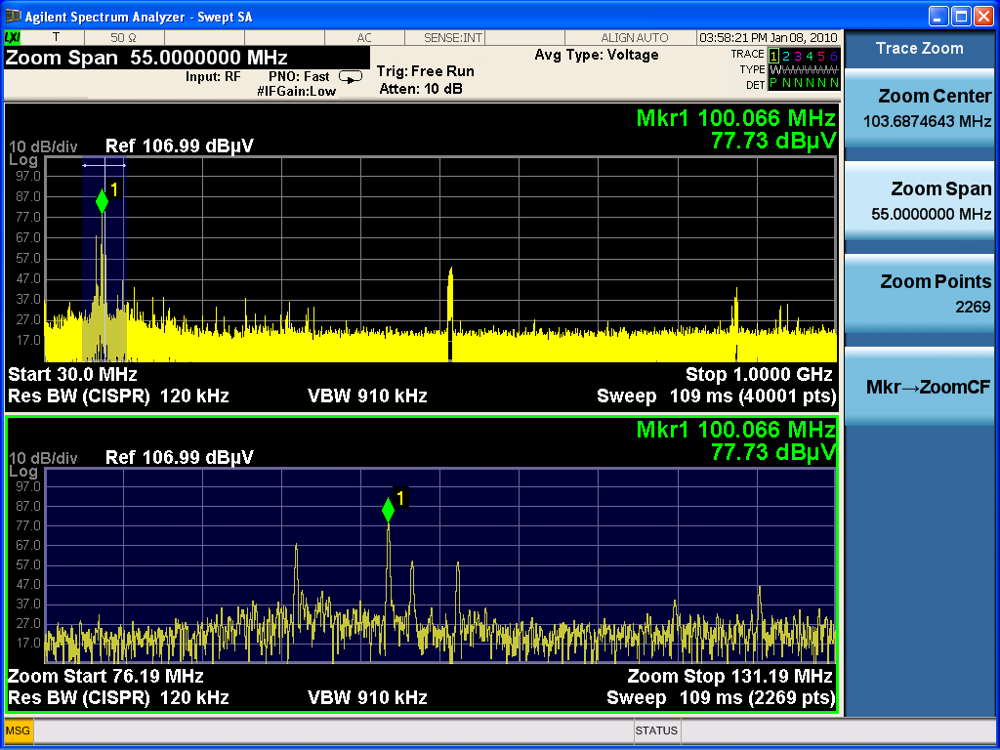 Agilent Spectrum Analyzer - Swept SA
LXI T 50 Ω AC SENSE:INT ALIGN AUTO 03:58:21 PM Jan 08, 2010
Zoom Span 55.0000000 MHz
Input: RF PNO: Fast
#IFGain:Low
Trig: Free Run
Atten: 10 dB
Avg Type: Voltage
TRACE 1 2 3 4 5 6
TYPE WWWWWW
DET P N N N N N
Trace Zoom
Zoom Center
103.6874643 MHz
Zoom Span
55.0000000 MHz
Zoom Points
2269
Mkr→ZoomCF
Mkr1 100.066 MHz
77.73 dBµV
10 dB/div Ref 106.99 dBµV
Log
97.0
87.0
77.0
67.0
57.0
47.0
37.0
27.0
17.0
1
Start 30.0 MHz Stop 1.0000 GHz
Res BW (CISPR) 120 kHz VBW 910 kHz Sweep 109 ms (40001 pts)
Mkr1 100.066 MHz
77.73 dBµV
10 dB/div Ref 106.99 dBµV
Log
97.0
87.0
77.0
67.0
57.0
47.0
37.0
27.0
17.0
1
Zoom Start 76.19 MHz Zoom Stop 131.19 MHz
Res BW (CISPR) 120 kHz VBW 910 kHz Sweep 109 ms (2269 pts)
MSG STATUS